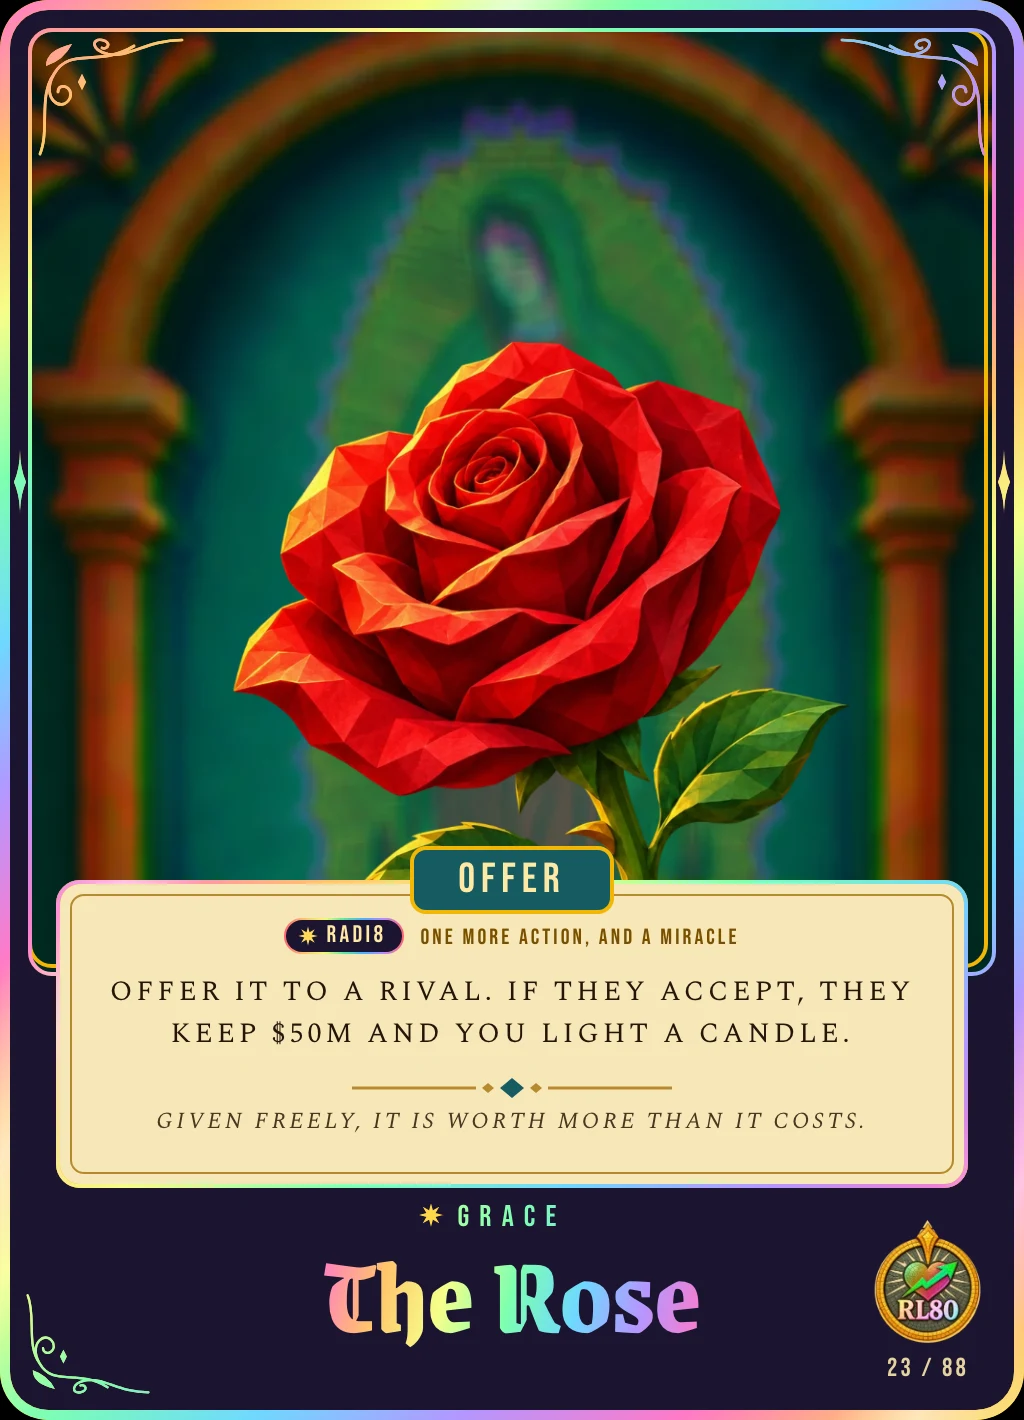 OFFER
RADI8 ONE MORE ACTION, AND A MIRACLE
OFFER IT TO A RIVAL. IF THEY ACCEPT, THEY
KEEP $50M AND YOU LIGHT A CANDLE.
GIVEN FREELY, IT IS WORTH MORE THAN IT COSTS.
GRACE
The Rose
RL80
23 / 88